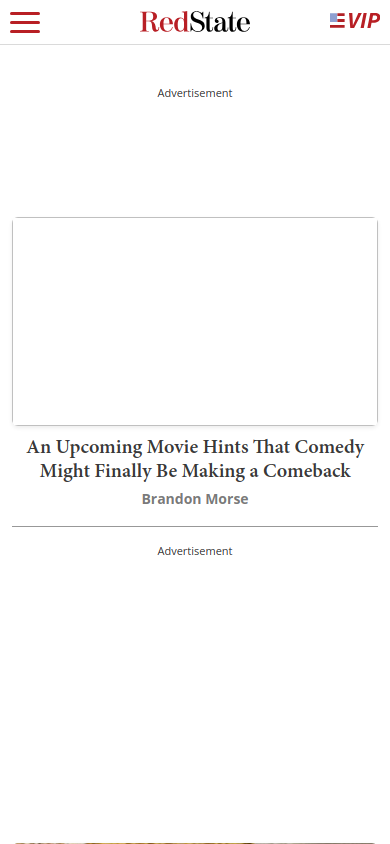 RedState
VIP
Advertisement
An Upcoming Movie Hints That Comedy
Might Finally Be Making a Comeback
Brandon Morse
Advertisement